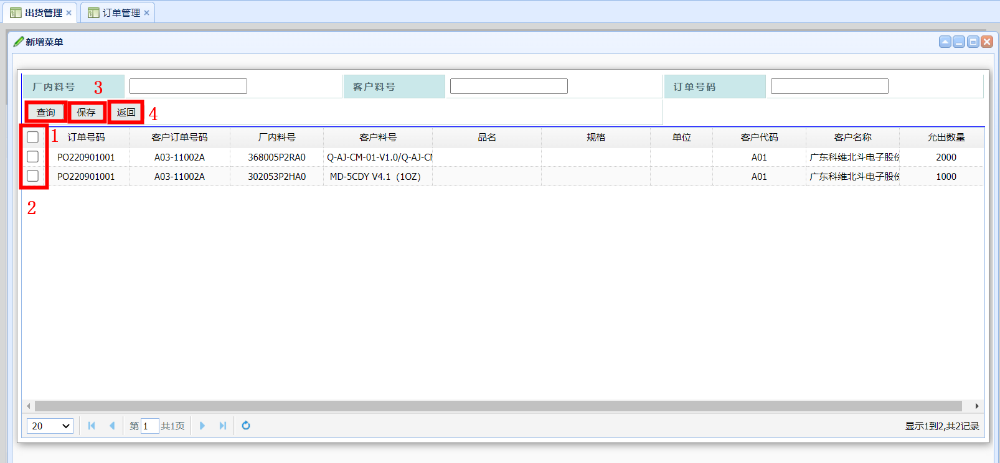 出货管理 × 订单管理 ×
新增菜单
厂内料号 3 客户料号 订单号码
查询 保存 返回 4
1 订单号码 客户订单号码 厂内料号 客户料号 品名 规格 单位 客户代码 客户名称 允出数量
PO220901001 A03-11002A 368005P2RA0 Q-AJ-CM-01-V1.0/Q-AJ-C A01 广东科维北斗电子股份 2000
PO220901001 A03-11002A 302053P2HA0 MD-5CDY V4.1（1OZ） A01 广东科维北斗电子股份 1000
2
20 第 1 共1页 显示1到2,共2记录